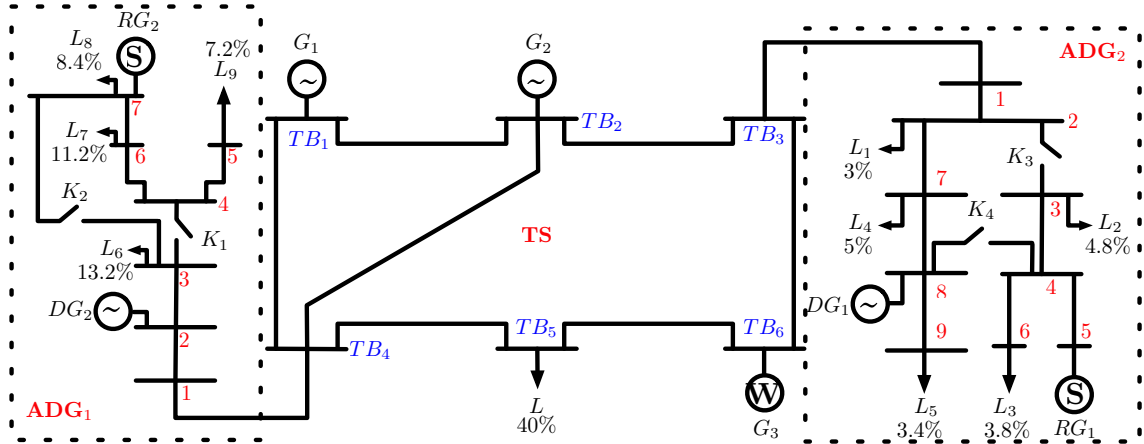 RG₂
S
L₈
8.4%
7
7.2%
L₉
L₇
11.2%
6
5
K₂
4
K₁
L₆
13.2%
3
DG₂
~
2
1
ADG₁
G₁
~
G₂
~
TB₁
TB₂
TB₃
TS
TB₄
TB₅
TB₆
L
40%
W
G₃
ADG₂
1
2
L₁
3%
K₃
7
3
L₄
5%
K₄
L₂
4.8%
DG₁
~
8
4
9
6
5
L₅
3.4%
L₃
3.8%
S
RG₁